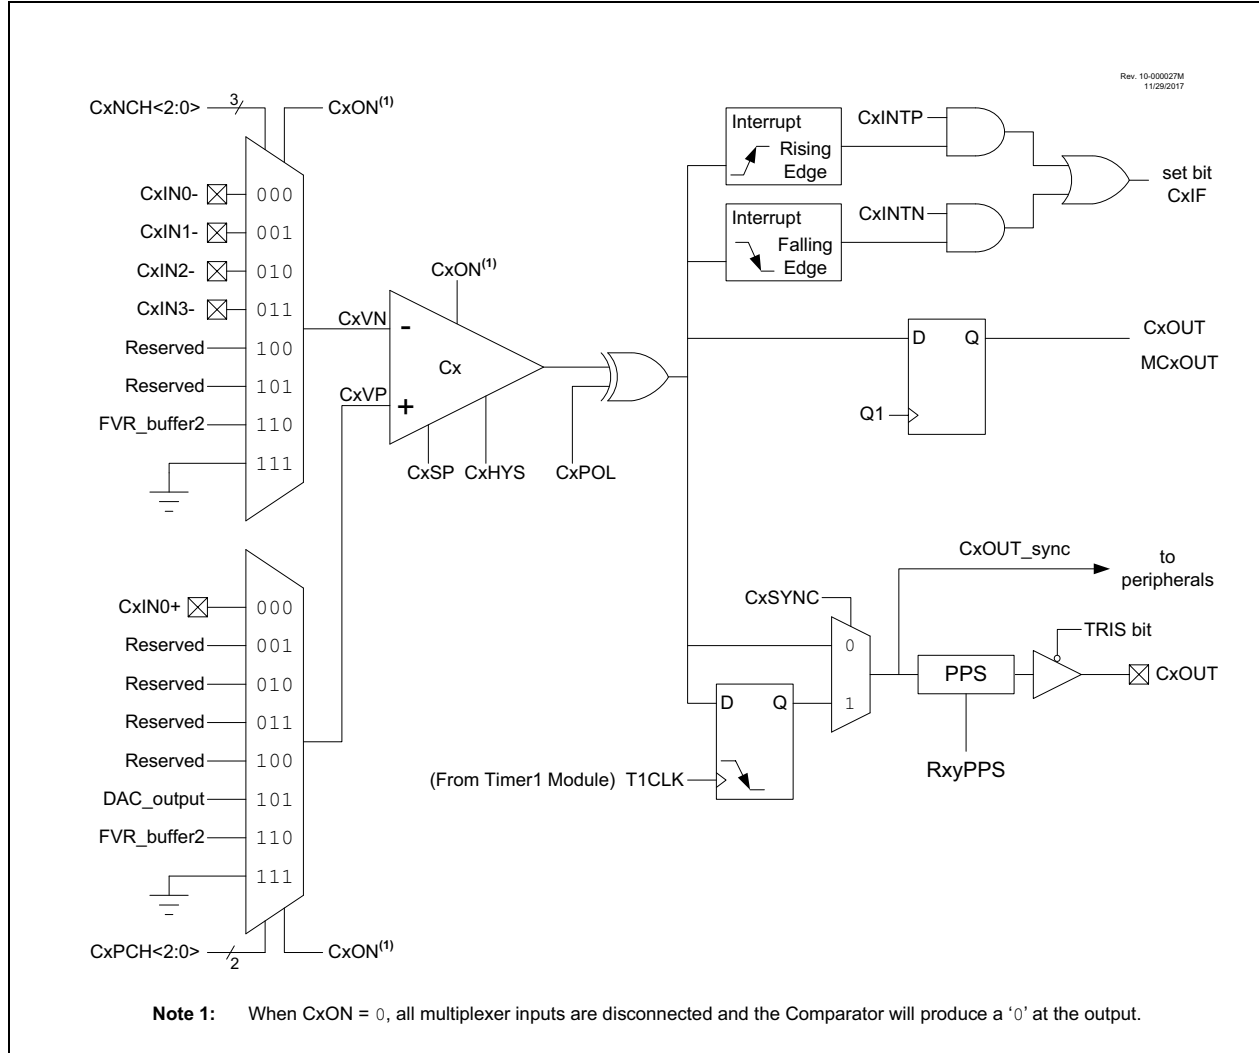 Rev. 10-000027M
11/29/2017
CxNCH<2:0>
3
CxON(1)
CxIN0-
000
CxIN1-
001
CxIN2-
010
CxIN3-
011
Reserved
100
Reserved
101
FVR_buffer2
110
111
CxVN
CxVP
CxON(1)
-
Cx
+
CxSP
CxHYS
CxPOL
Interrupt
Rising
Edge
CxINTP
Interrupt
Falling
Edge
CxINTN
set bit
CxIF
D
Q
Q1
CxOUT
MCxOUT
CxIN0+
000
Reserved
001
Reserved
010
Reserved
011
Reserved
100
DAC_output
101
FVR_buffer2
110
111
CxPCH<2:0>
2
CxON(1)
CxOUT_sync
to
peripherals
CxSYNC
0
1
D
Q
(From Timer1 Module) T1CLK
PPS
RxyPPS
TRIS bit
CxOUT
Note 1: When CxON = 0, all multiplexer inputs are disconnected and the Comparator will produce a ‘0’ at the output.